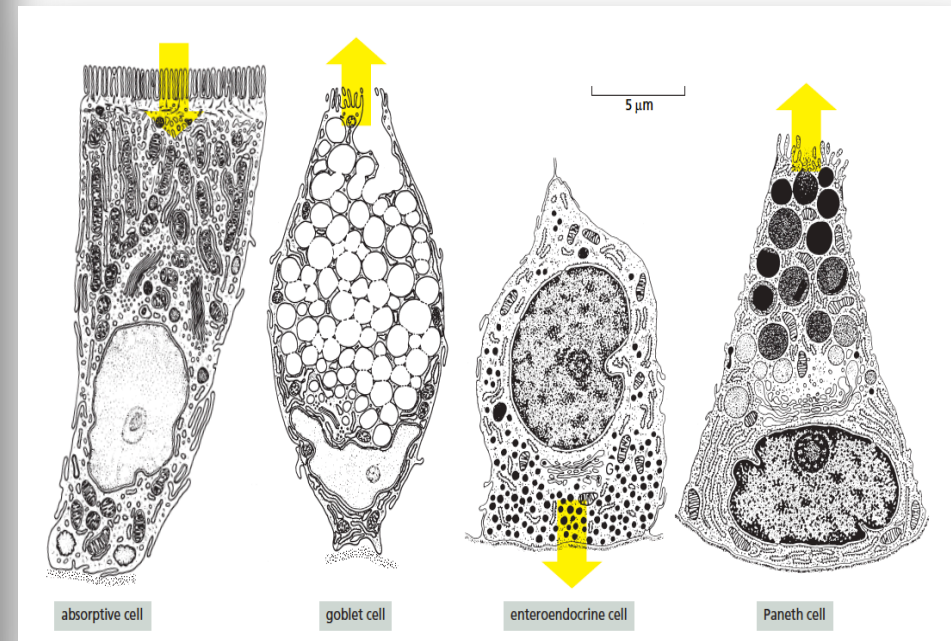 5 µm
G
absorptive cell
goblet cell
enteroendocrine cell
Paneth cell